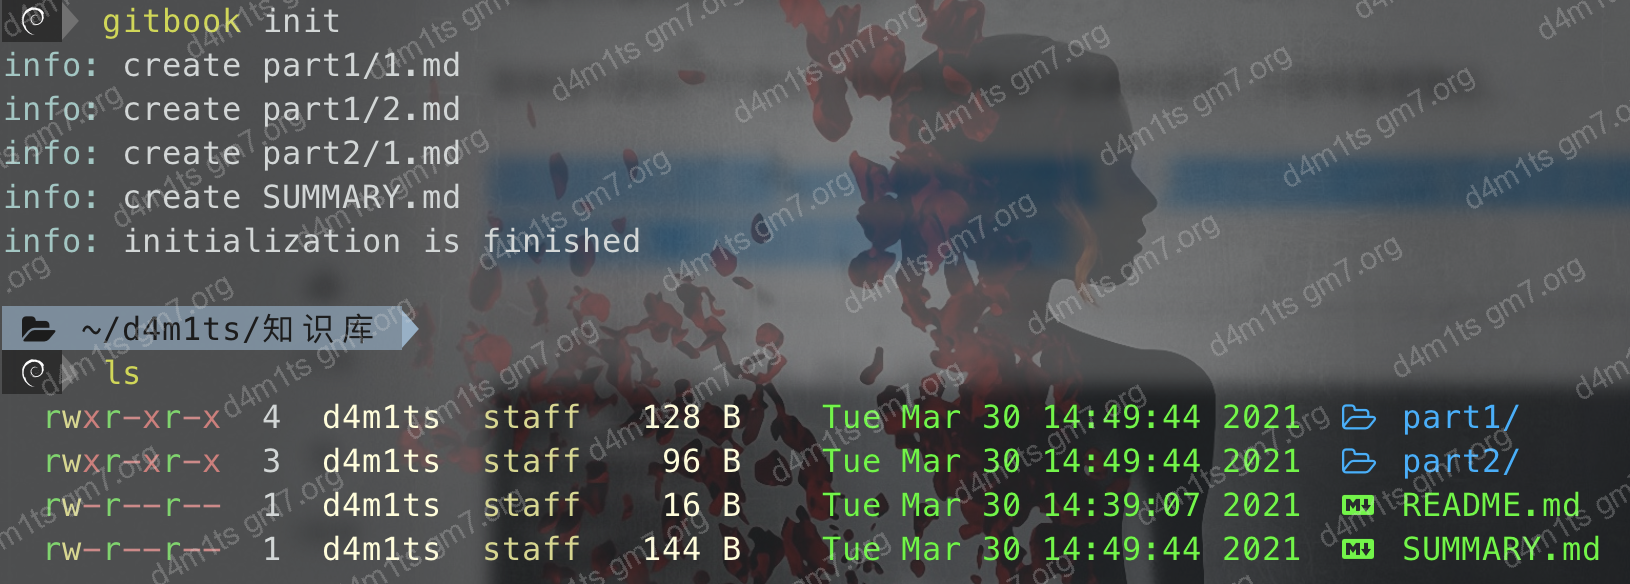 gitbook init
info: create part1/1.md
info: create part1/2.md
info: create part2/1.md
info: create SUMMARY.md
info: initialization is finished
~/d4m1ts/知识库
ls
rwxr-xr-x 4 d4m1ts staff 128 B Tue Mar 30 14:49:44 2021 part1/
rwxr-xr-x 3 d4m1ts staff 96 B Tue Mar 30 14:49:44 2021 part2/
rw-r--r-- 1 d4m1ts staff 16 B Tue Mar 30 14:39:07 2021 README.md
rw-r--r-- 1 d4m1ts staff 144 B Tue Mar 30 14:49:44 2021 SUMMARY.md
d4m1ts gm7.org